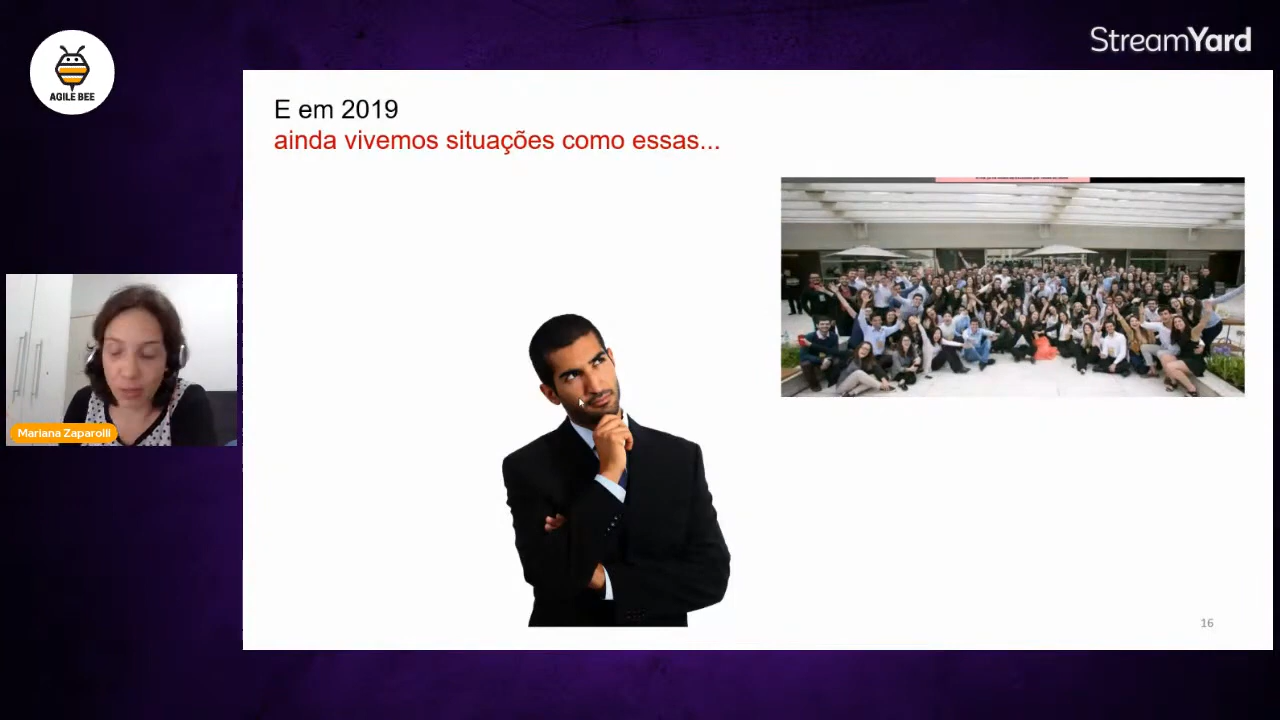 AGILE BEE
StreamYard
E em 2019
ainda vivemos situações como essas...
Mariana Zaparolli
16